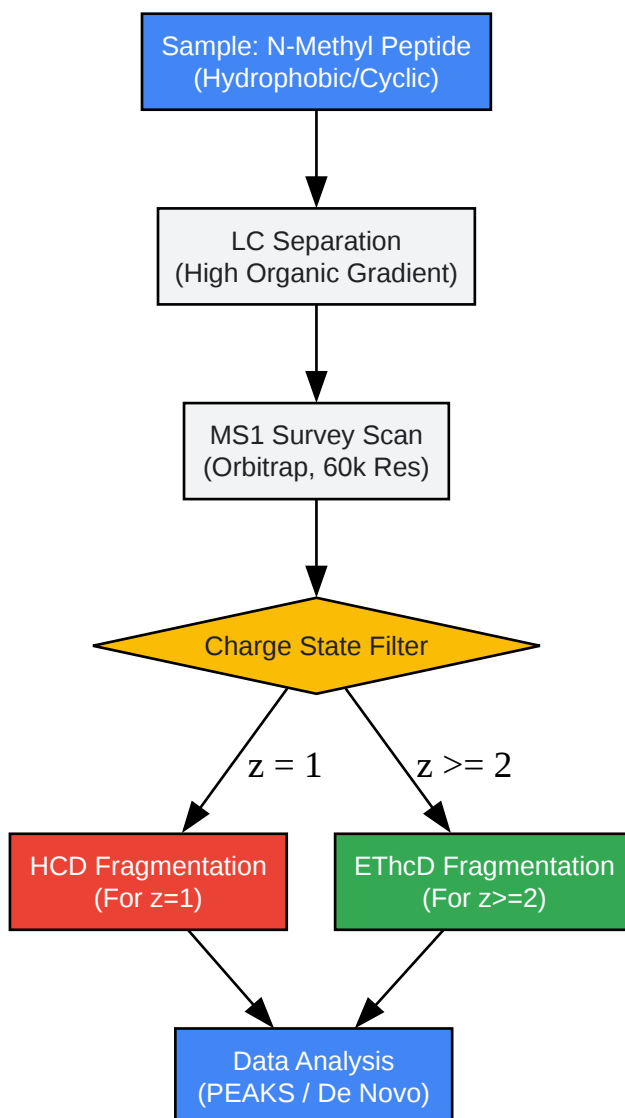 Sample: N-Methyl Peptide
(Hydrophobic/Cyclic)
LC Separation
(High Organic Gradient)
MS1 Survey Scan
(Orbitrap, 60k Res)
Charge State Filter
z = 1
z >= 2
HCD Fragmentation
(For z=1)
EThcD Fragmentation
(For z>=2)
Data Analysis
(PEAKS / De Novo)